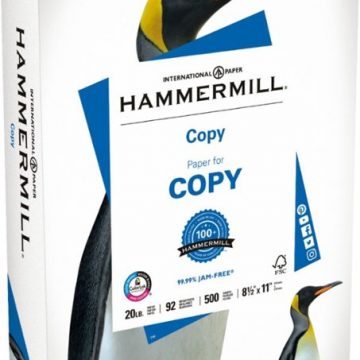 INTERNATIONAL PAPER
HAMMERMILL®
Copy
Paper for
COPY
100+
HAMMERMILL
99.99% JAM-FREE®
20LB. 92 500 8½" x 11"
FSC
INTERNATIONAL PAPER
HAMMERMILL
Copy